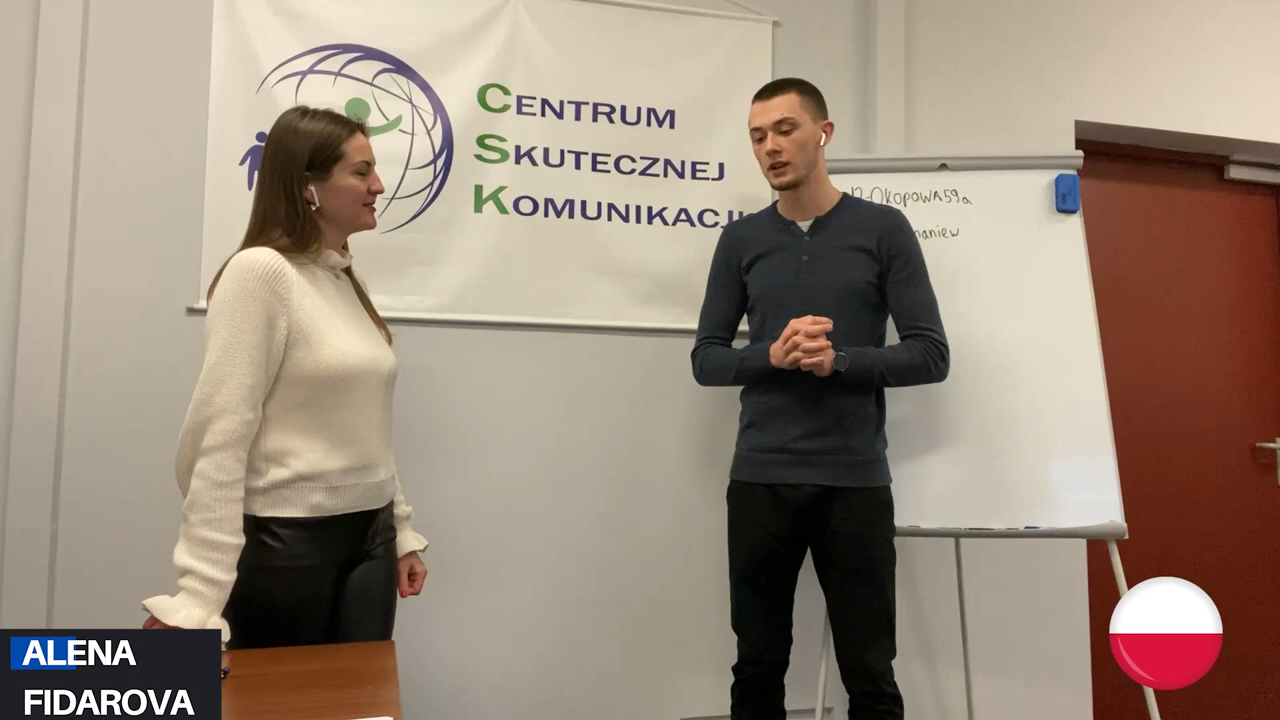 CENTRUM
SKUTECZNEJ
KOMUNIKACJI
OKOPOWA 59a
ALENA
FIDAROVA